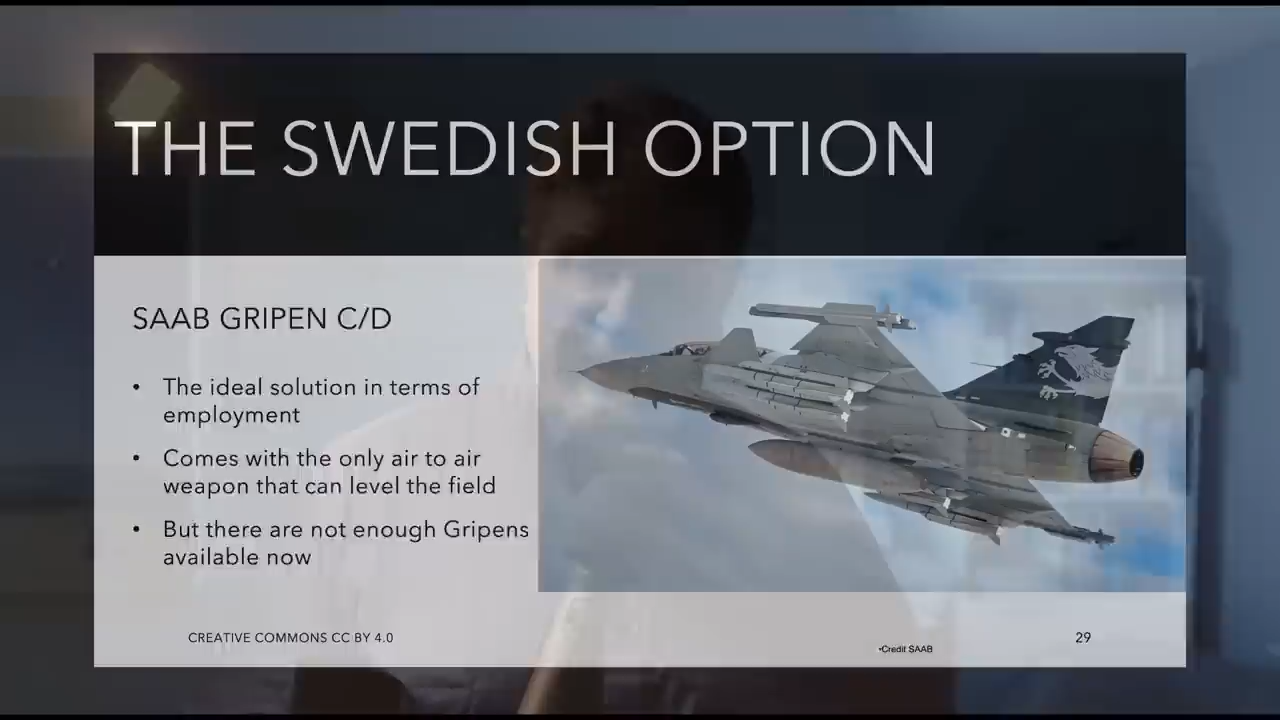 THE SWEDISH OPTION
SAAB GRIPEN C/D
• The ideal solution in terms of
employment
• Comes with the only air to air
weapon that can level the field
• But there are not enough Gripens
available now
CREATIVE COMMONS CC BY 4.0
•Credit SAAB
29